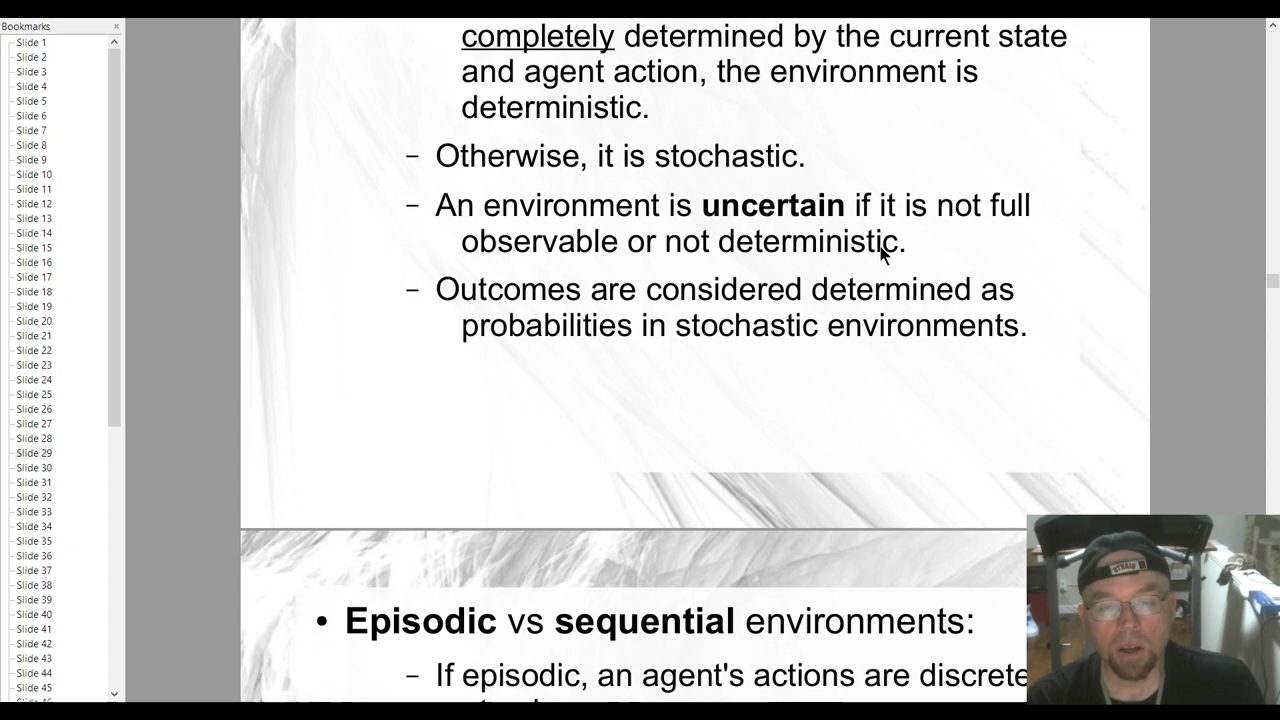 Bookmarks
Slide 1
Slide 2
Slide 3
Slide 4
Slide 5
Slide 6
Slide 7
Slide 8
Slide 9
Slide 10
Slide 11
Slide 12
Slide 13
Slide 14
Slide 15
Slide 16
Slide 17
Slide 18
Slide 19
Slide 20
Slide 21
Slide 22
Slide 23
Slide 24
Slide 25
Slide 26
Slide 27
Slide 28
Slide 29
Slide 30
Slide 31
Slide 32
Slide 33
Slide 34
Slide 35
Slide 36
Slide 37
Slide 38
Slide 39
Slide 40
Slide 41
Slide 42
Slide 43
Slide 44
Slide 45
completely determined by the current state
and agent action, the environment is
deterministic.
– Otherwise, it is stochastic.
– An environment is uncertain if it is not full
observable or not deterministic.
– Outcomes are considered determined as
probabilities in stochastic environments.
• Episodic vs sequential environments:
– If episodic, an agent's actions are discrete